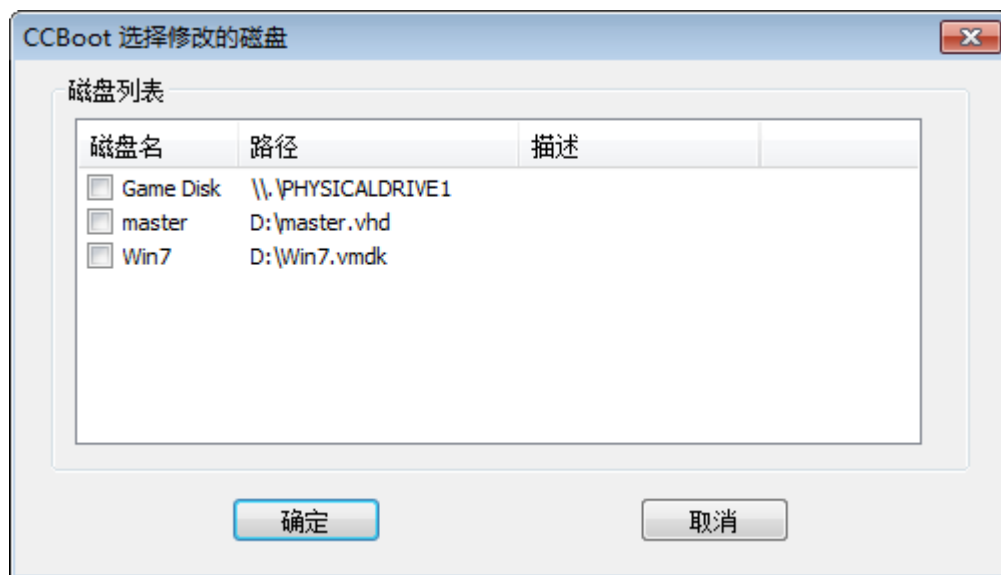 CCBoot 选择修改的磁盘
磁盘列表
磁盘名 路径 描述
Game Disk \\.\PHYSICALDRIVE1
master D:\master.vhd
Win7 D:\Win7.vmdk
确定 取消